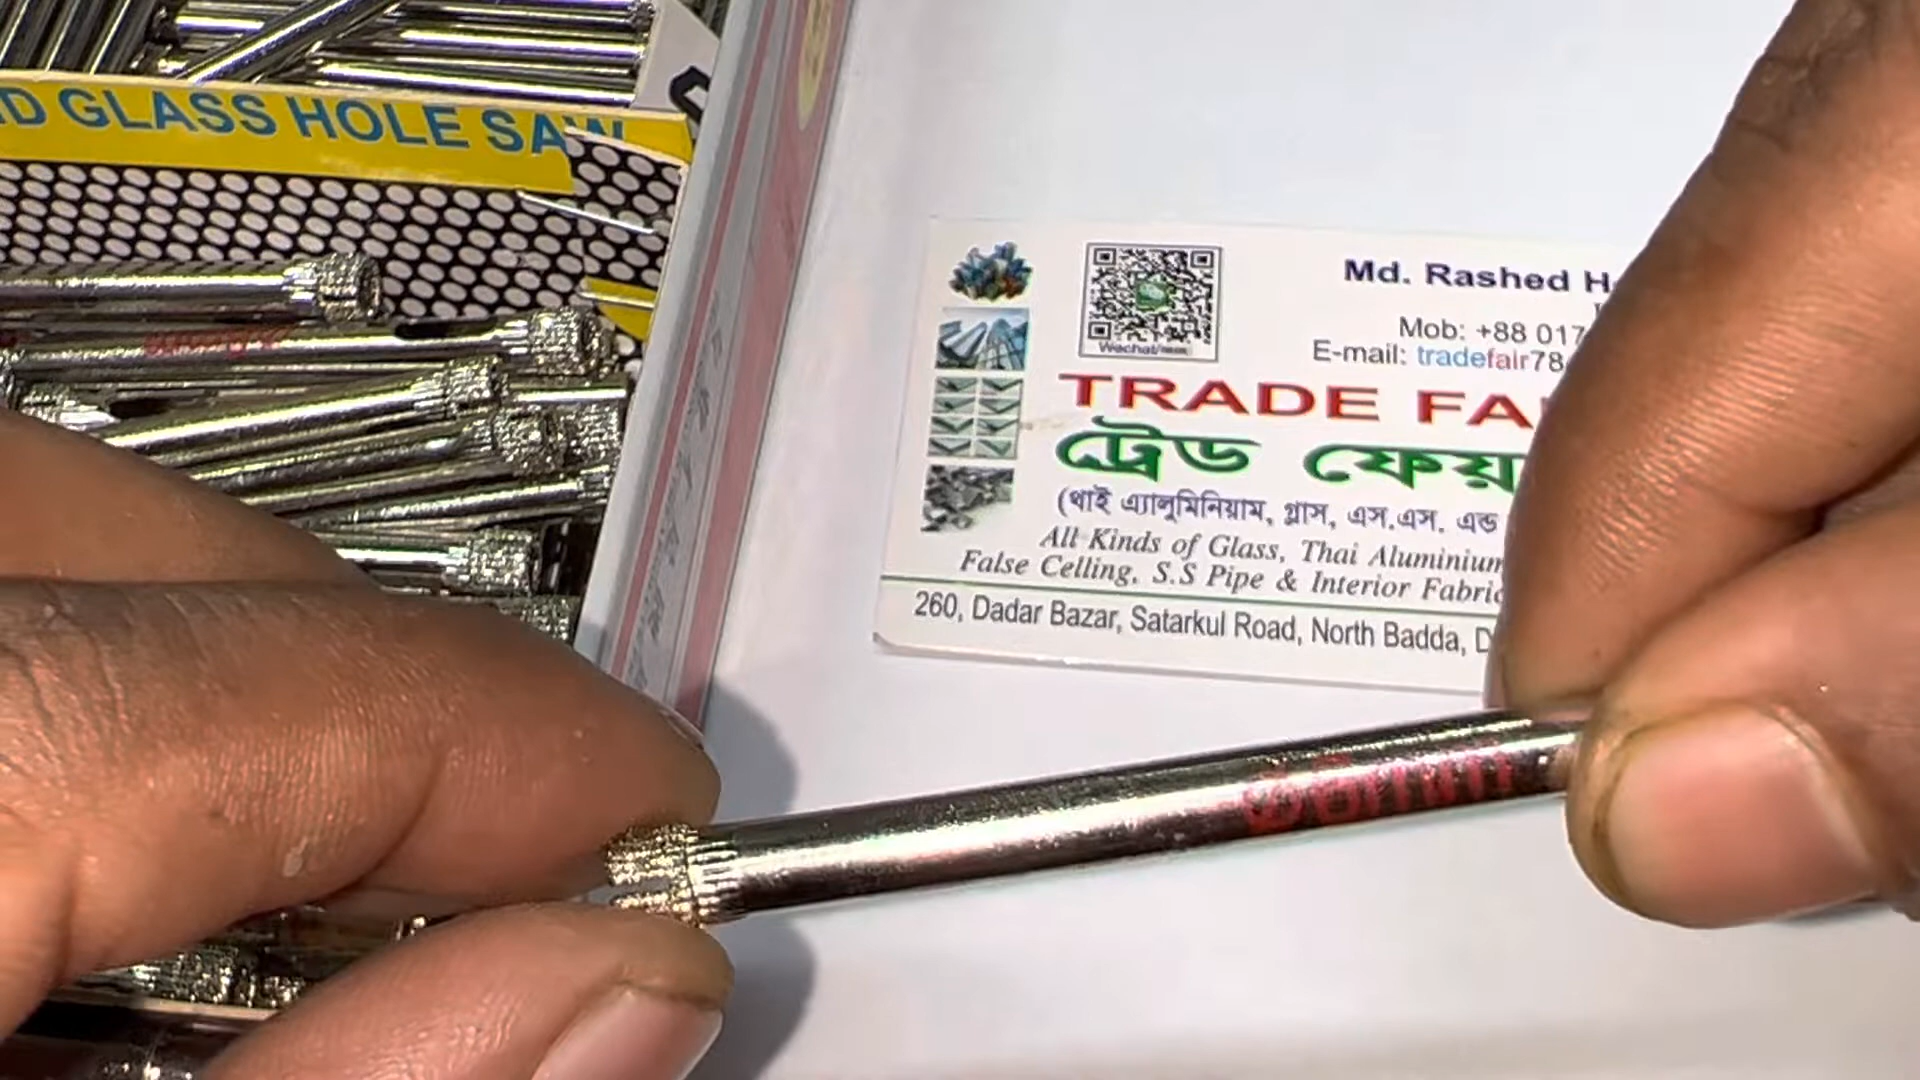 D GLASS HOLE SAW
Md. Rashed H
Mob: +88 017
E-mail: tradefair78
Wechat
TRADE FAI
ট্রেড ফেয়
(থাই এ্যালুমিনিয়াম, গ্লাস, এস.এস. এন্ড
All Kinds of Glass, Thai Aluminium
False Celling, S.S Pipe & Interior Fabric
260, Dadar Bazar, Satarkul Road, North Badda, D